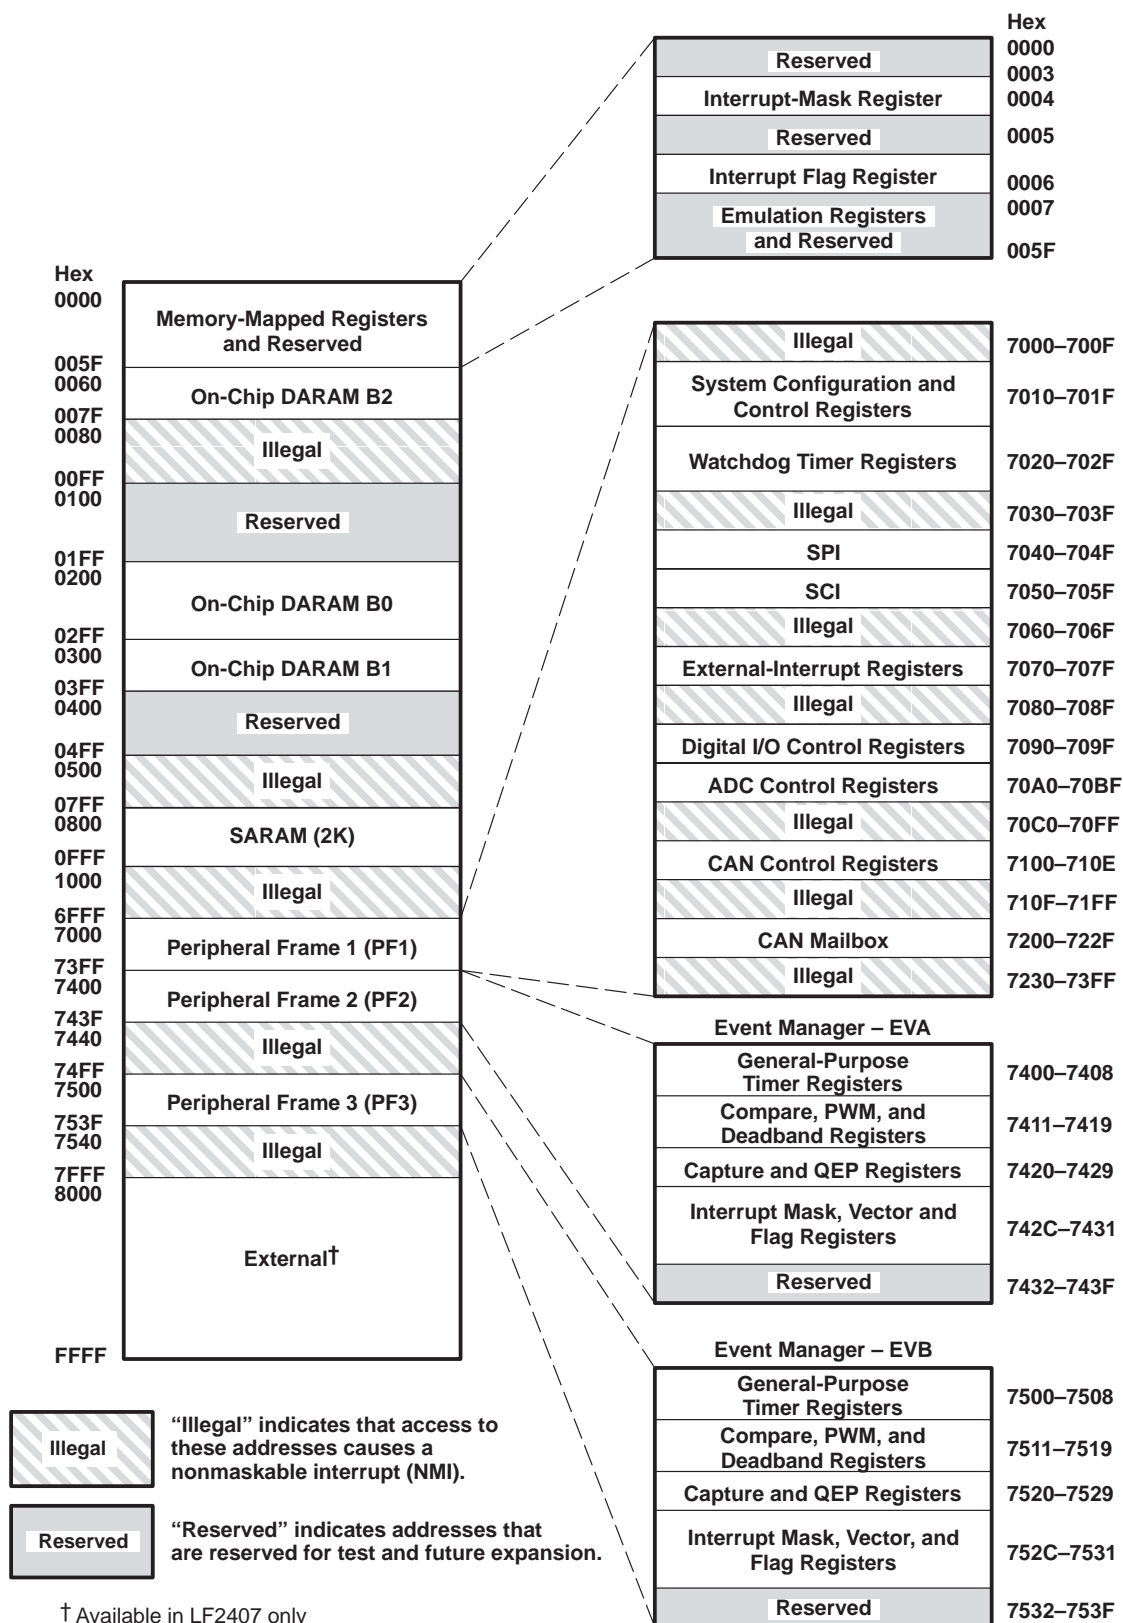 Hex
0000
Reserved
0003
Interrupt-Mask Register 0004
Reserved 0005
Interrupt Flag Register 0006
0007
Emulation Registers
and Reserved
005F
Hex
0000
Memory-Mapped Registers
and Reserved
005F
0060
On-Chip DARAM B2
007F
0080
Illegal
00FF
0100
Reserved
01FF
0200
On-Chip DARAM B0
02FF
0300
On-Chip DARAM B1
03FF
0400
Reserved
04FF
0500
Illegal
07FF
0800
SARAM (2K)
0FFF
1000
Illegal
6FFF
7000
Peripheral Frame 1 (PF1)
73FF
7400
Peripheral Frame 2 (PF2)
743F
7440
Illegal
74FF
7500
Peripheral Frame 3 (PF3)
753F
7540
Illegal
7FFF
8000
External†
FFFF
Illegal 7000–700F
System Configuration and
Control Registers
7010–701F
Watchdog Timer Registers 7020–702F
Illegal 7030–703F
SPI 7040–704F
SCI 7050–705F
Illegal 7060–706F
External-Interrupt Registers 7070–707F
Illegal 7080–708F
Digital I/O Control Registers 7090–709F
ADC Control Registers 70A0–70BF
Illegal 70C0–70FF
CAN Control Registers 7100–710E
Illegal 710F–71FF
CAN Mailbox 7200–722F
Illegal 7230–73FF
Event Manager – EVA
General-Purpose
Timer Registers
7400–7408
Compare, PWM, and
Deadband Registers
7411–7419
Capture and QEP Registers 7420–7429
Interrupt Mask, Vector and
Flag Registers
742C–7431
Reserved 7432–743F
Event Manager – EVB
General-Purpose
Timer Registers
7500–7508
Compare, PWM, and
Deadband Registers
7511–7519
Capture and QEP Registers 7520–7529
Interrupt Mask, Vector, and
Flag Registers
752C–7531
Reserved 7532–753F
Illegal
“Illegal” indicates that access to
these addresses causes a
nonmaskable interrupt (NMI).
Reserved
“Reserved” indicates addresses that
are reserved for test and future expansion.
† Available in LF2407 only